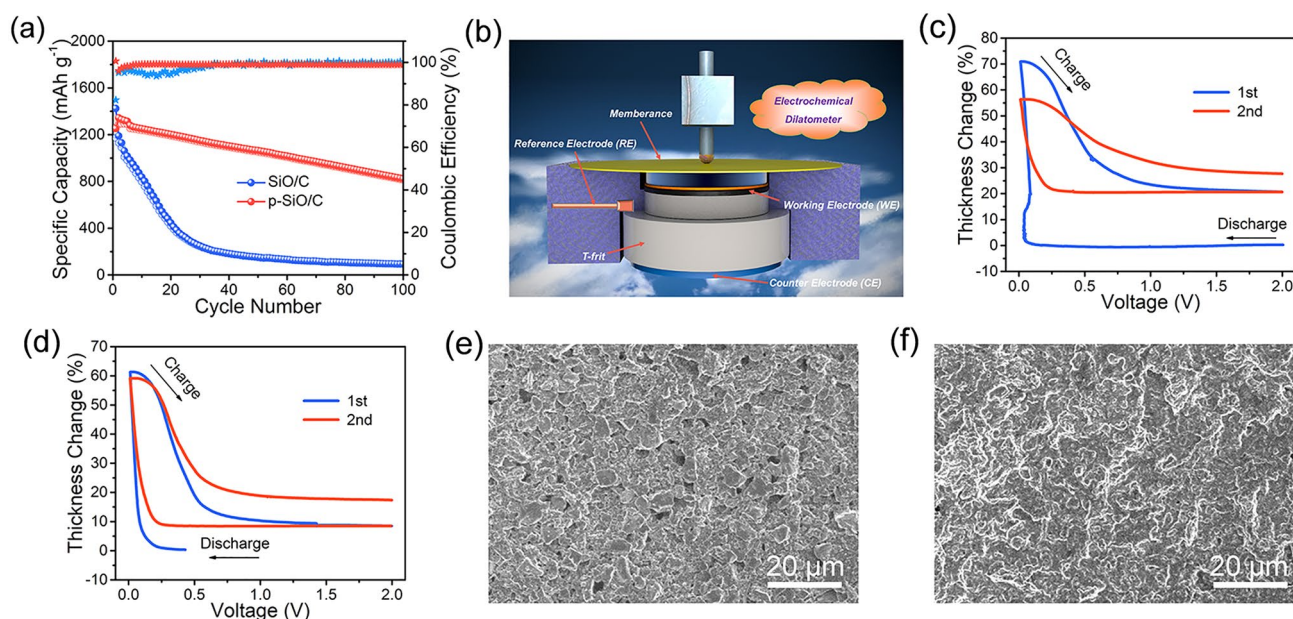 (a)
2000
1600
1200
800
400
0
Specific Capacity (mAh g⁻¹)
100
80
60
40
20
0
Coulombic Efficiency (%)
SiO/C
p-SiO/C
0 20 40 60 80 100
Cycle Number
(b)
Electrochemical
Dilatometer
Memberance
Reference Electrode (RE)
Working Electrode (WE)
T-frit
Counter Electrode (CE)
(c)
80
70
60
50
40
30
20
10
0
-10
Thickness Change (%)
Charge
1st
2nd
Discharge
0.0 0.5 1.0 1.5 2.0
Voltage (V)
(d)
70
60
50
40
30
20
10
0
-10
Thickness Change (%)
Charge
1st
2nd
Discharge
0.0 0.5 1.0 1.5 2.0
Voltage (V)
(e)
20 μm
(f)
20 μm